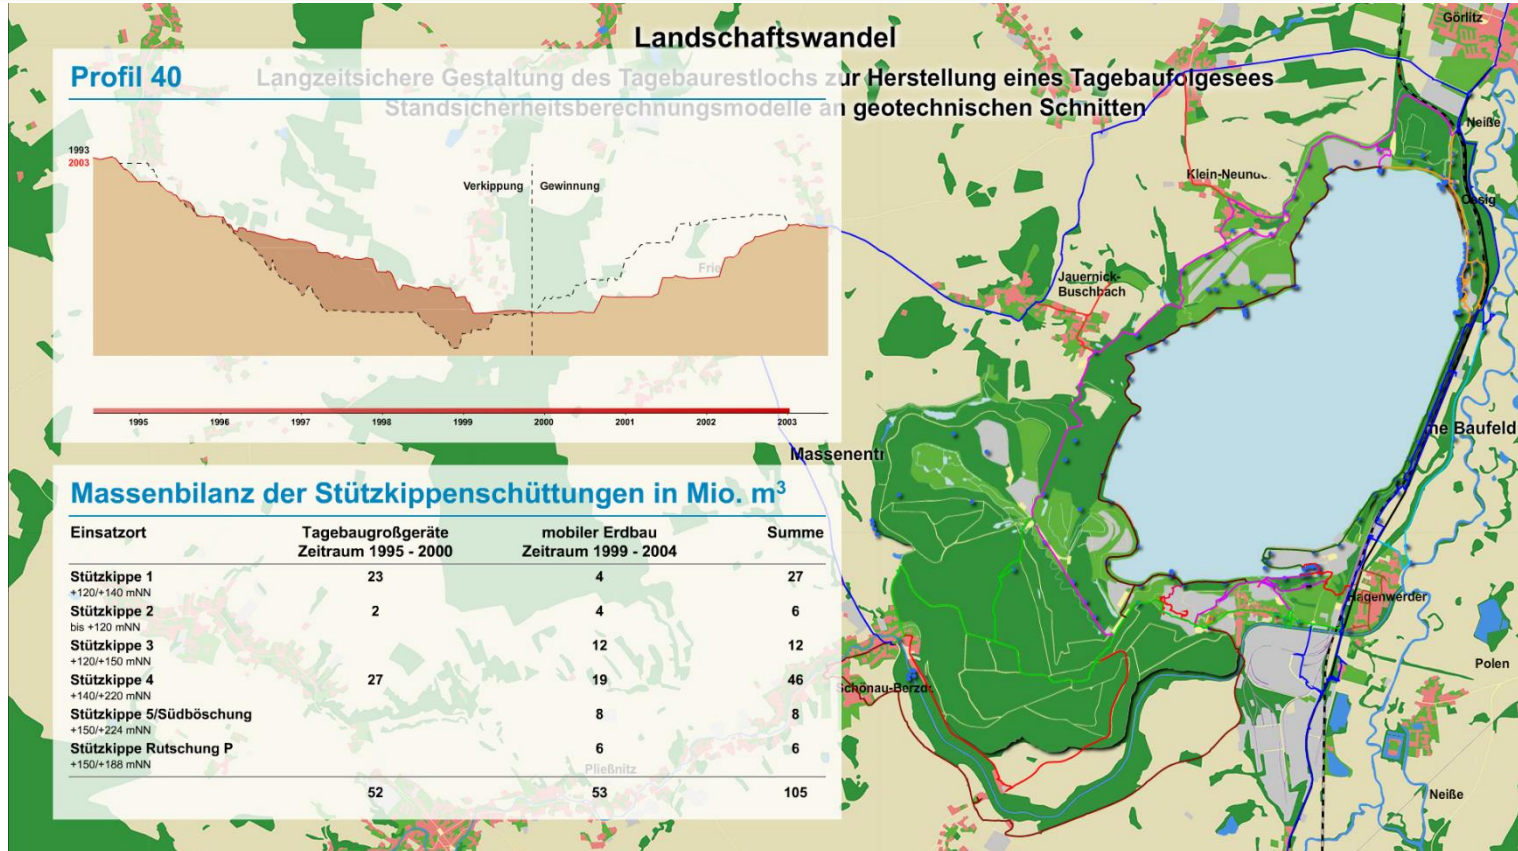 Landschaftswandel
Langzeitsichere Gestaltung des Tagebaurestlochs zur Herstellung eines Tagebaufolgesees
Standsicherheitsberechnungsmodelle an geotechnischen Schnitten
Profil 40
1993
2003
Verkippung
Gewinnung
1995 1996 1997 1998 1999 2000 2001 2002 2003
Massenbilanz der Stützkippenschüttungen in Mio. m³
Einsatzort Tagebaugroßgeräte mobiler Erdbau Summe
Zeitraum 1995 - 2000 Zeitraum 1999 - 2004
Stützkippe 1 23 4 27
+120/+140 mNN
Stützkippe 2 2 4 6
bis +120 mNN
Stützkippe 3 12 12
+120/+150 mNN
Stützkippe 4 27 19 46
+140/+220 mNN
Stützkippe 5/Südböschung 8 8
+150/+224 mNN
Stützkippe Rutschung P 6 6
+150/+188 mNN
52 53 105
Pließnitz
Görlitz
Neiße
Jauernick-
Buschbach
ne Baufeld
Hagenwerder
Polen
Neiße